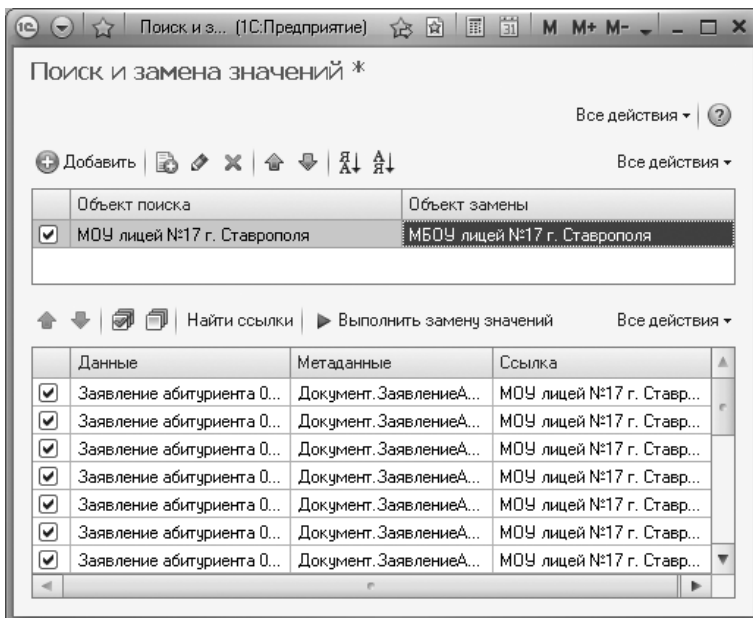 1С Поиск и з... (1С:Предприятие) 31 M M+ M-
Поиск и замена значений *
Все действия ?
Добавить Я А А Я Все действия
Объект поиска Объект замены
МОУ лицей №17 г. Ставрополя МБОУ лицей №17 г. Ставрополя
Найти ссылки Выполнить замену значений Все действия
Данные Метаданные Ссылка
Заявление абитуриента 0... Документ.ЗаявлениеА... МОУ лицей №17 г. Ставр...
Заявление абитуриента 0... Документ.ЗаявлениеА... МОУ лицей №17 г. Ставр...
Заявление абитуриента 0... Документ.ЗаявлениеА... МОУ лицей №17 г. Ставр...
Заявление абитуриента 0... Документ.ЗаявлениеА... МОУ лицей №17 г. Ставр...
Заявление абитуриента 0... Документ.ЗаявлениеА... МОУ лицей №17 г. Ставр...
Заявление абитуриента 0... Документ.ЗаявлениеА... МОУ лицей №17 г. Ставр...
Заявление абитуриента 0... Документ.ЗаявлениеА... МОУ лицей №17 г. Ставр...